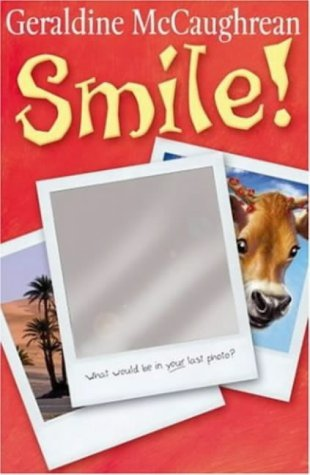 Geraldine McCaughrean
Smile!
What would be in your last photo?